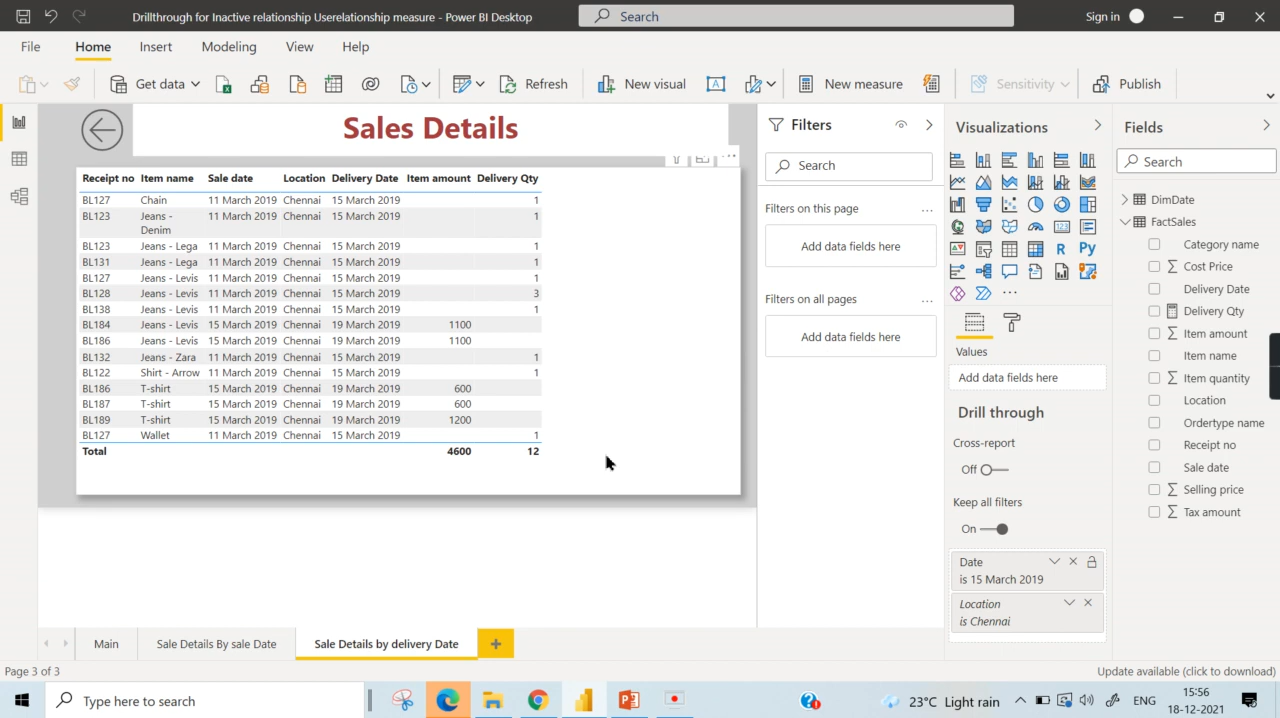 Drillthrough for Inactive relationship Userelationship measure - Power BI Desktop
Search
Sign in
File Home Insert Modeling View Help
Get data Refresh New visual New measure Sensitivity Publish
Sales Details
Receipt no Item name Sale date Location Delivery Date Item amount Delivery Qty
BL127 Chain 11 March 2019 Chennai 15 March 2019 1
BL123 Jeans - Denim 11 March 2019 Chennai 15 March 2019 1
BL123 Jeans - Lega 11 March 2019 Chennai 15 March 2019 1
BL131 Jeans - Lega 11 March 2019 Chennai 15 March 2019 1
BL127 Jeans - Levis 11 March 2019 Chennai 15 March 2019 1
BL128 Jeans - Levis 11 March 2019 Chennai 15 March 2019 3
BL138 Jeans - Levis 11 March 2019 Chennai 15 March 2019 1
BL184 Jeans - Levis 15 March 2019 Chennai 19 March 2019 1100
BL186 Jeans - Levis 15 March 2019 Chennai 19 March 2019 1100
BL132 Jeans - Zara 11 March 2019 Chennai 15 March 2019 1
BL122 Shirt - Arrow 11 March 2019 Chennai 15 March 2019 1
BL186 T-shirt 15 March 2019 Chennai 19 March 2019 600
BL187 T-shirt 15 March 2019 Chennai 19 March 2019 600
BL189 T-shirt 15 March 2019 Chennai 19 March 2019 1200
BL127 Wallet 11 March 2019 Chennai 15 March 2019 1
Total 4600 12
Filters
Search
Filters on this page
Add data fields here
Filters on all pages
Add data fields here
Visualizations
R Py
Values
Add data fields here
Drill through
Cross-report
Off
Keep all filters
On
Date
is 15 March 2019
Location
is Chennai
Fields
Search
DimDate
FactSales
Category name
Cost Price
Delivery Date
Delivery Qty
Item amount
Item name
Item quantity
Location
Ordertype name
Receipt no
Sale date
Selling price
Tax amount
Main Sale Details By sale Date Sale Details by delivery Date
Page 3 of 3
Update available (click to download)
Type here to search
23°C Light rain
ENG
15:56
18-12-2021